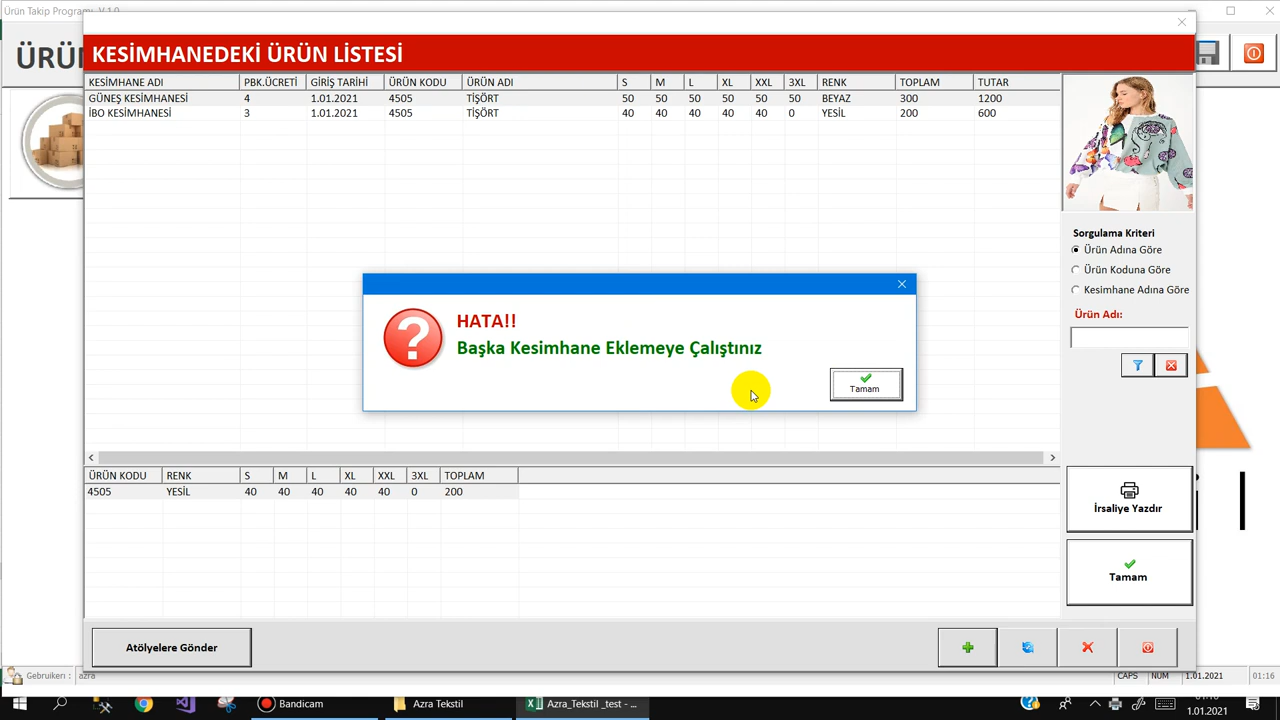 Ürün Takip Programı V.1.0
ÜRÜ
KESİMHANEDEKİ ÜRÜN LİSTESİ
KESİMHANE ADI PBK.ÜCRETİ GİRİŞ TARİHİ ÜRÜN KODU ÜRÜN ADI S M L XL XXL 3XL RENK TOPLAM TUTAR
GÜNEŞ KESİMHANESİ 4 1.01.2021 4505 TİŞÖRT 50 50 50 50 50 50 BEYAZ 300 1200
İBO KESİMHANESİ 3 1.01.2021 4505 TİŞÖRT 40 40 40 40 40 0 YESİL 200 600
Sorgulama Kriteri
Ürün Adına Göre
Ürün Koduna Göre
Kesimhane Adına Göre
Ürün Adı:
HATA!!
Başka Kesimhane Eklemeye Çalıştınız
Tamam
ÜRÜN KODU RENK S M L XL XXL 3XL TOPLAM
4505 YESİL 40 40 40 40 40 0 200
İrsaliye Yazdır
Tamam
Atölyelere Gönder
Gebruikerı : azra CAPS NUM 1.01.2021 01:16
Bandicam Azra Tekstil Azra_Tekstil _test - ... 01:16
1.01.2021